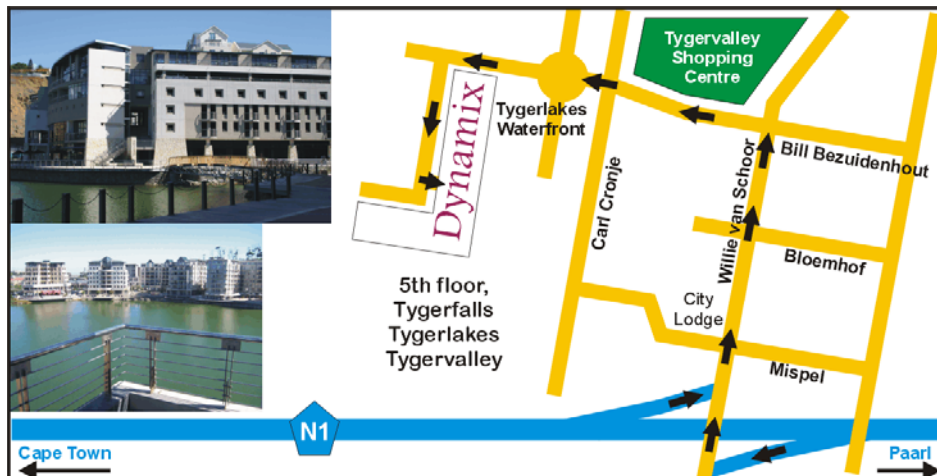 Tygervalley
Shopping
Centre
Tygerlakes
Waterfront
Dynamix
Bill Bezuidenhout
Carl Cronje
Willie van Schoor
Bloemhof
5th floor,
Tygerfalls
Tygerlakes
Tygervalley
City
Lodge
Mispel
N1
Cape Town
Paarl